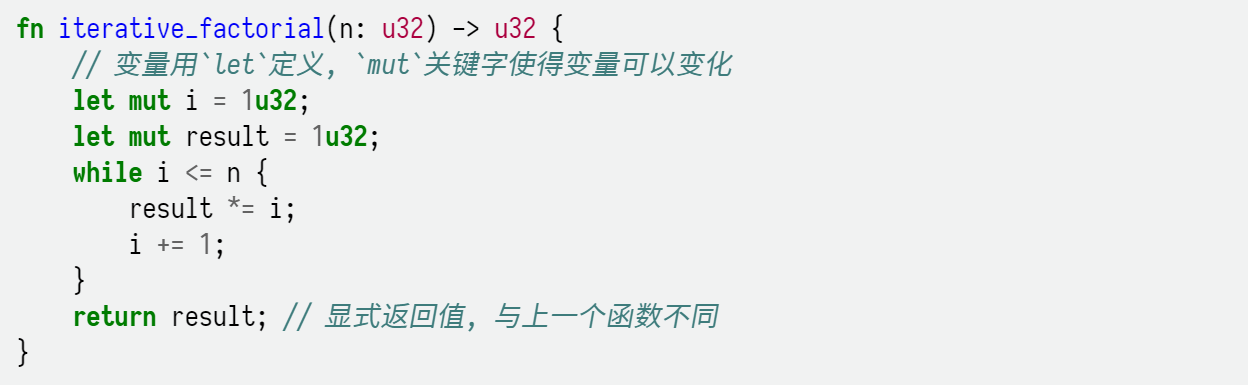 fn iterative_factorial(n: u32) -> u32 {
    // 变量用`let`定义, `mut`关键字使得变量可以变化
    let mut i = 1u32;
    let mut result = 1u32;
    while i <= n {
        result *= i;
        i += 1;
    }
    return result; // 显式返回值, 与上一个函数不同
}